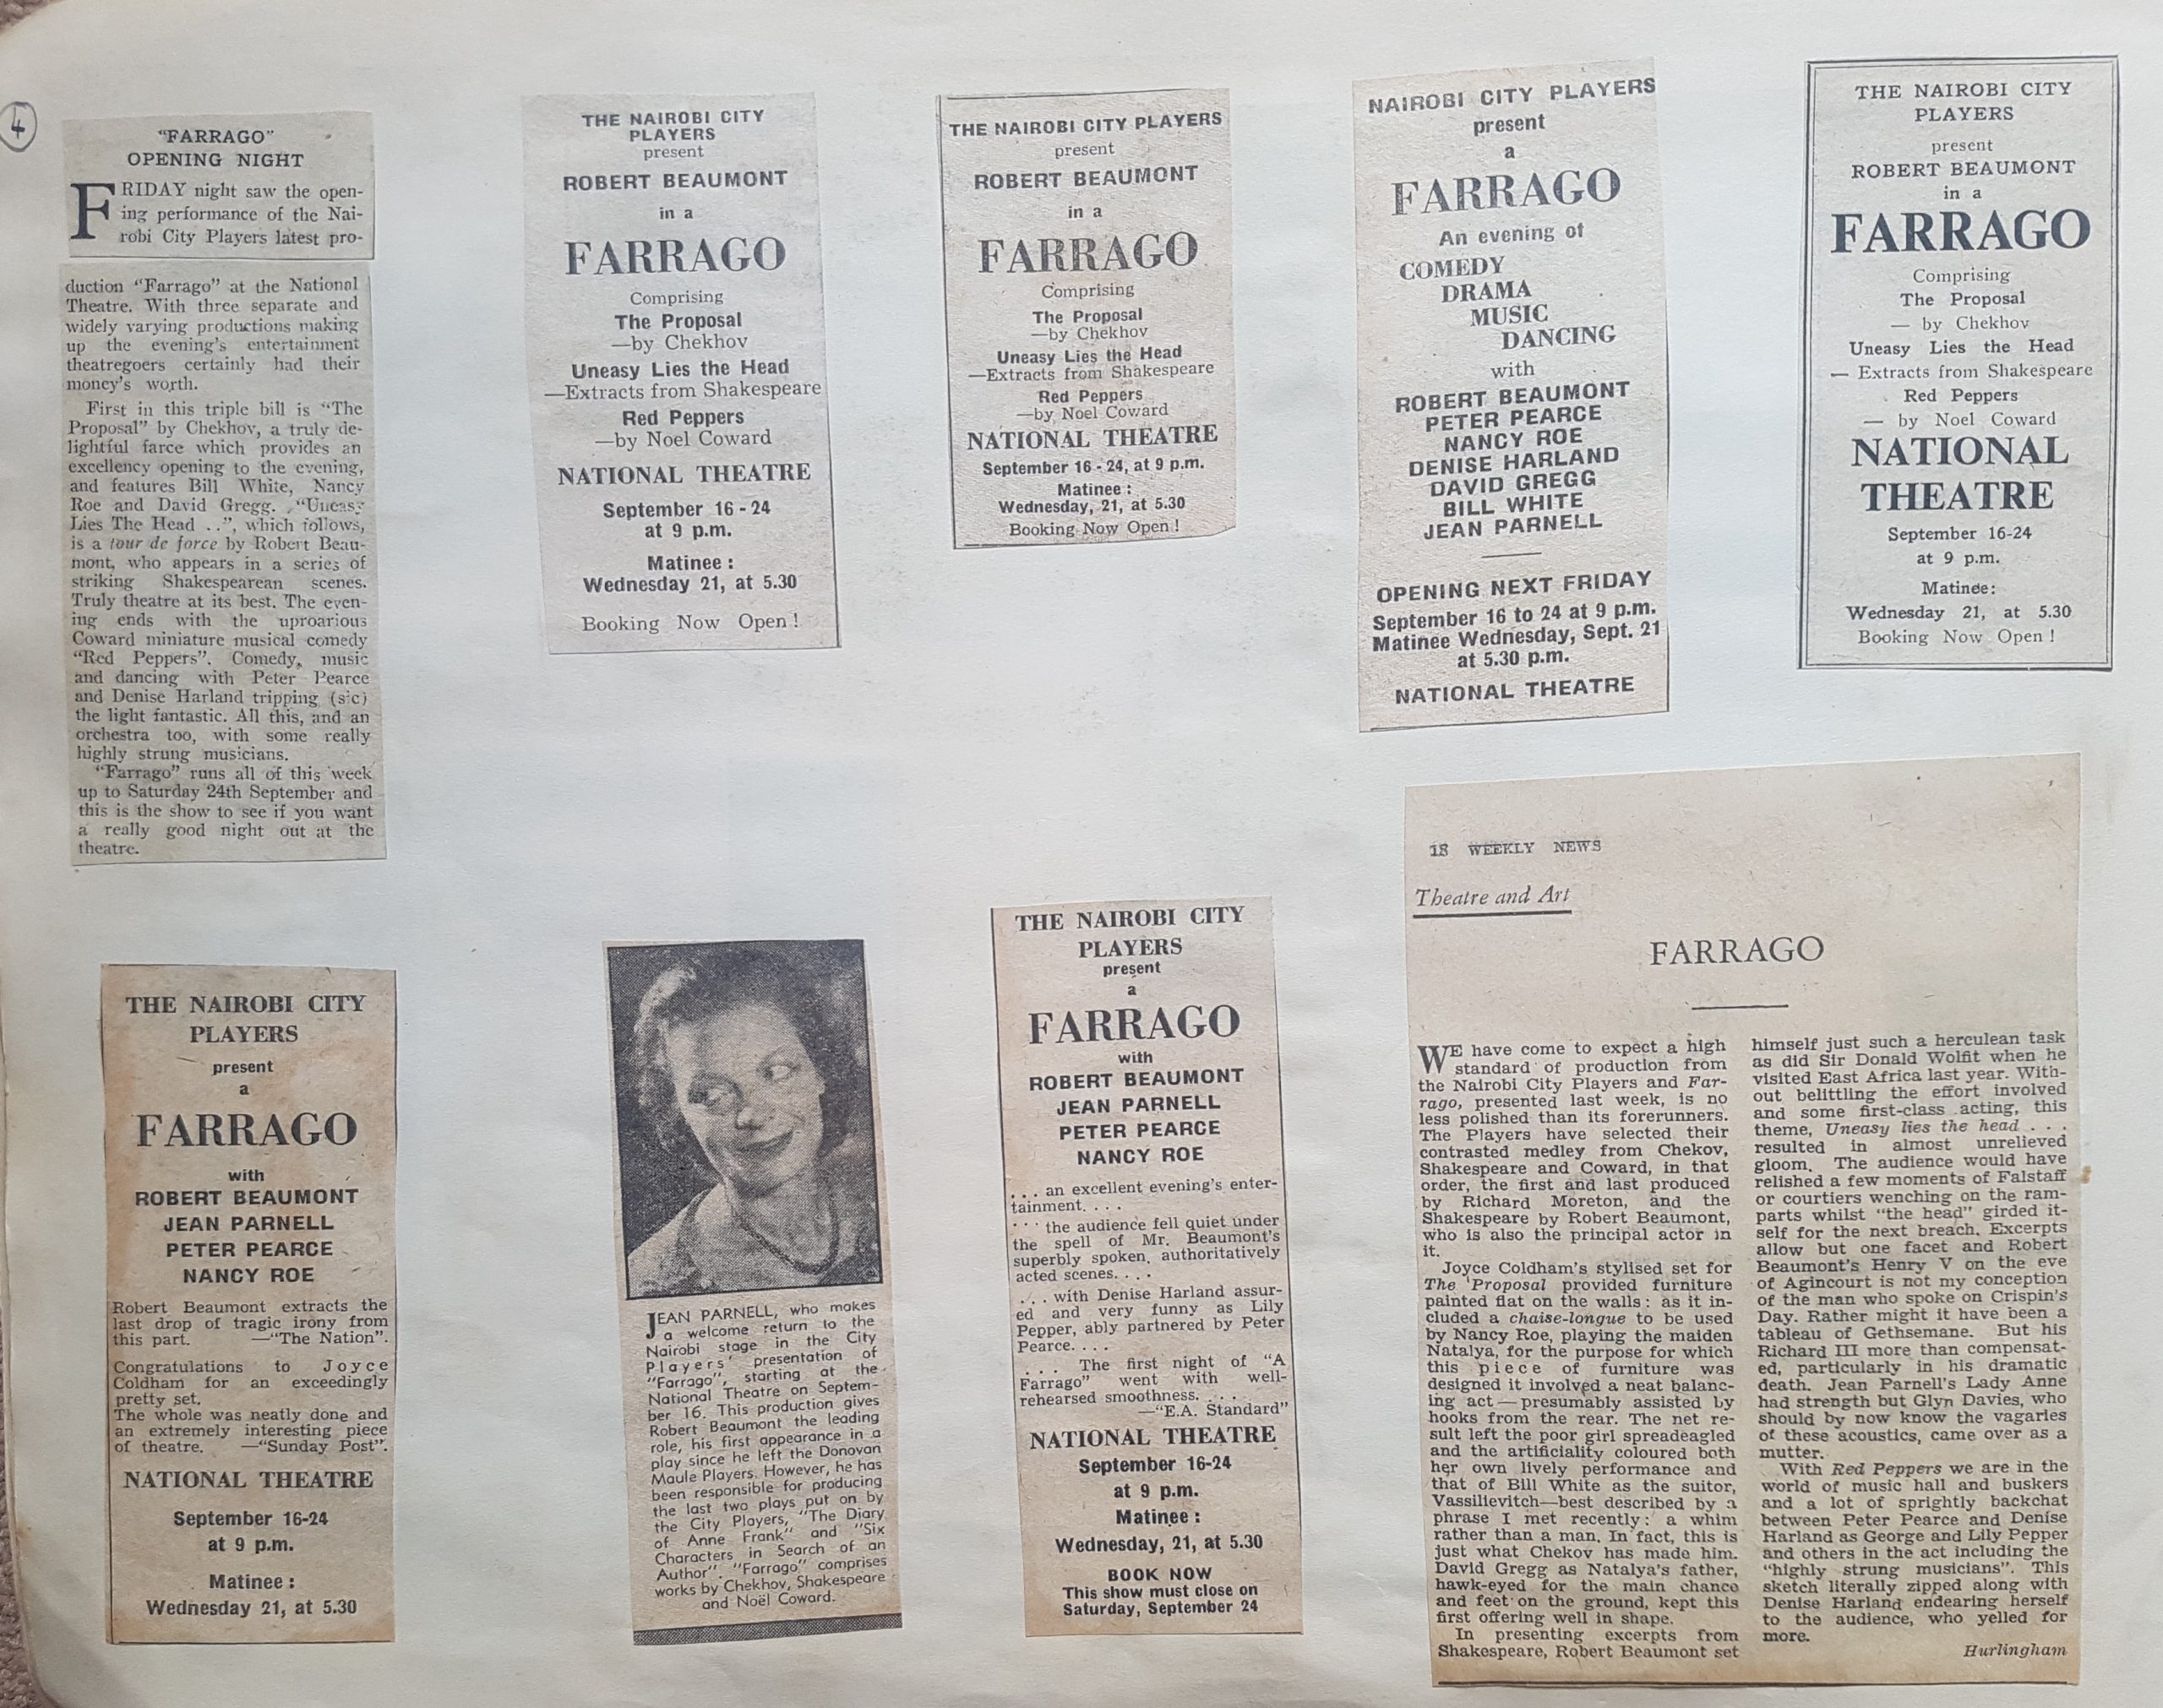 4
"FARRAGO"
OPENING NIGHT
FRIDAY night saw the open-
ing performance of the Nai-
robi City Players latest pro-
duction "Farrago" at the National
Theatre. With three separate and
widely varying productions making
up the evening's entertainment
theatregoers certainly had their
money's worth.
First in this triple bill is "The
Proposal" by Chekhov, a truly de-
lightful farce which provides an
excellency opening to the evening,
and features Bill White, Nancy
Roe and David Gregg. "Uneasy
Lies The Head ..", which follows,
is a tour de force by Robert Beau-
mont, who appears in a series of
striking Shakespearean scenes.
Truly theatre at its best. The even-
ing ends with the uproarious
Coward miniature musical comedy
"Red Peppers". Comedy, music
and dancing with Peter Pearce
and Denise Harland tripping (sic)
the light fantastic. All this, and an
orchestra too, with some really
highly strung musicians.
"Farrago" runs all of this week
up to Saturday 24th September and
this is the show to see if you want
a really good night out at the
theatre.
THE NAIROBI CITY
PLAYERS
present
ROBERT BEAUMONT
in a
FARRAGO
Comprising
The Proposal
—by Chekhov
Uneasy Lies the Head
—Extracts from Shakespeare
Red Peppers
—by Noel Coward
NATIONAL THEATRE
September 16 - 24
at 9 p.m.
Matinee :
Wednesday 21, at 5.30
Booking Now Open !
THE NAIROBI CITY PLAYERS
present
ROBERT BEAUMONT
in a
FARRAGO
Comprising
The Proposal
—by Chekhov
Uneasy Lies the Head
—Extracts from Shakespeare
Red Peppers
—by Noel Coward
NATIONAL THEATRE
September 16 - 24, at 9 p.m.
Matinee :
Wednesday, 21, at 5.30
Booking Now Open !
NAIROBI CITY PLAYERS
present
a
FARRAGO
An evening of
COMEDY
DRAMA
MUSIC
DANCING
with
ROBERT BEAUMONT
PETER PEARCE
NANCY ROE
DENISE HARLAND
DAVID GREGG
BILL WHITE
JEAN PARNELL
OPENING NEXT FRIDAY
September 16 to 24 at 9 p.m.
Matinee Wednesday, Sept. 21
at 5.30 p.m.
NATIONAL THEATRE
THE NAIROBI CITY
PLAYERS
present
ROBERT BEAUMONT
in a
FARRAGO
Comprising
The Proposal
— by Chekhov
Uneasy Lies the Head
— Extracts from Shakespeare
Red Peppers
— by Noel Coward
NATIONAL
THEATRE
September 16-24
at 9 p.m.
Matinee:
Wednesday 21, at 5.30
Booking Now Open !
THE NAIROBI CITY
PLAYERS
present
a
FARRAGO
with
ROBERT BEAUMONT
JEAN PARNELL
PETER PEARCE
NANCY ROE
Robert Beaumont extracts the
last drop of tragic irony from
this part. —"The Nation".
Congratulations to Joyce
Coldham for an exceedingly
pretty set.
The whole was neatly done and
an extremely interesting piece
of theatre. —"Sunday Post".
NATIONAL THEATRE
September 16-24
at 9 p.m.
Matinee :
Wednesday 21, at 5.30
JEAN PARNELL, who makes
a welcome return to the
Nairobi stage in the City
Players' presentation of
"Farrago", starting at the
National Theatre on Septem-
ber 16. This production gives
Robert Beaumont the leading
role, his first appearance in a
play since he left the Donovan
Maule Players. However, he has
been responsible for producing
the last two plays put on by
the City Players, "The Diary
of Anne Frank" and "Six
Characters in Search of an
Author". "Farrago" comprises
works by Chekhov, Shakespeare
and Noël Coward.
THE NAIROBI CITY
PLAYERS
present
a
FARRAGO
with
ROBERT BEAUMONT
JEAN PARNELL
PETER PEARCE
NANCY ROE
. . . an excellent evening's enter-
tainment. . . .
. . . the audience fell quiet under
the spell of Mr. Beaumont's
superbly spoken, authoritatively
acted scenes. . . .
. . . with Denise Harland assur-
ed and very funny as Lily
Pepper, ably partnered by Peter
Pearce. . . .
. . . The first night of "A
Farrago" went with well-
rehearsed smoothness. . . .
—"E.A. Standard"
NATIONAL THEATRE
September 16-24
at 9 p.m.
Matinee :
Wednesday, 21, at 5.30
BOOK NOW
This show must close on
Saturday, September 24
18 WEEKLY NEWS
Theatre and Art
FARRAGO
WE have come to expect a high
standard of production from
the Nairobi City Players and Far-
rago, presented last week, is no
less polished than its forerunners.
The Players have selected their
contrasted medley from Chekov,
Shakespeare and Coward, in that
order, the first and last produced
by Richard Moreton, and the
Shakespeare by Robert Beaumont,
who is also the principal actor in
it.
Joyce Coldham's stylised set for
The Proposal provided furniture
painted flat on the walls : as it in-
cluded a chaise-longue to be used
by Nancy Roe, playing the maiden
Natalya, for the purpose for which
this piece of furniture was
designed it involved a neat balanc-
ing act — presumably assisted by
hooks from the rear. The net re-
sult left the poor girl spreadeagled
and the artificiality coloured both
her own lively performance and
that of Bill White as the suitor,
Vassilievitch—best described by a
phrase I met recently : a whim
rather than a man. In fact, this is
just what Chekov has made him.
David Gregg as Natalya's father,
hawk-eyed for the main chance
and feet on the ground, kept this
first offering well in shape.
In presenting excerpts from
Shakespeare, Robert Beaumont set
himself just such a herculean task
as did Sir Donald Wolfit when he
visited East Africa last year. With-
out belittling the effort involved
and some first-class acting, this
theme, Uneasy lies the head . . .
resulted in almost unrelieved
gloom. The audience would have
relished a few moments of Falstaff
or courtiers wenching on the ram-
parts whilst "the head" girded it-
self for the next breach. Excerpts
allow but one facet and Robert
Beaumont's Henry V on the eve
of Agincourt is not my conception
of the man who spoke on Crispin's
Day. Rather might it have been a
tableau of Gethsemane. But his
Richard III more than compensat-
ed, particularly in his dramatic
death. Jean Parnell's Lady Anne
had strength but Glyn Davies, who
should by now know the vagaries
of these acoustics, came over as a
mutter.
With Red Peppers we are in the
world of music hall and buskers
and a lot of sprightly backchat
between Peter Pearce and Denise
Harland as George and Lily Pepper
and others in the act including the
"highly strung musicians". This
sketch literally zipped along with
Denise Harland endearing herself
to the audience, who yelled for
more.
Hurlingham